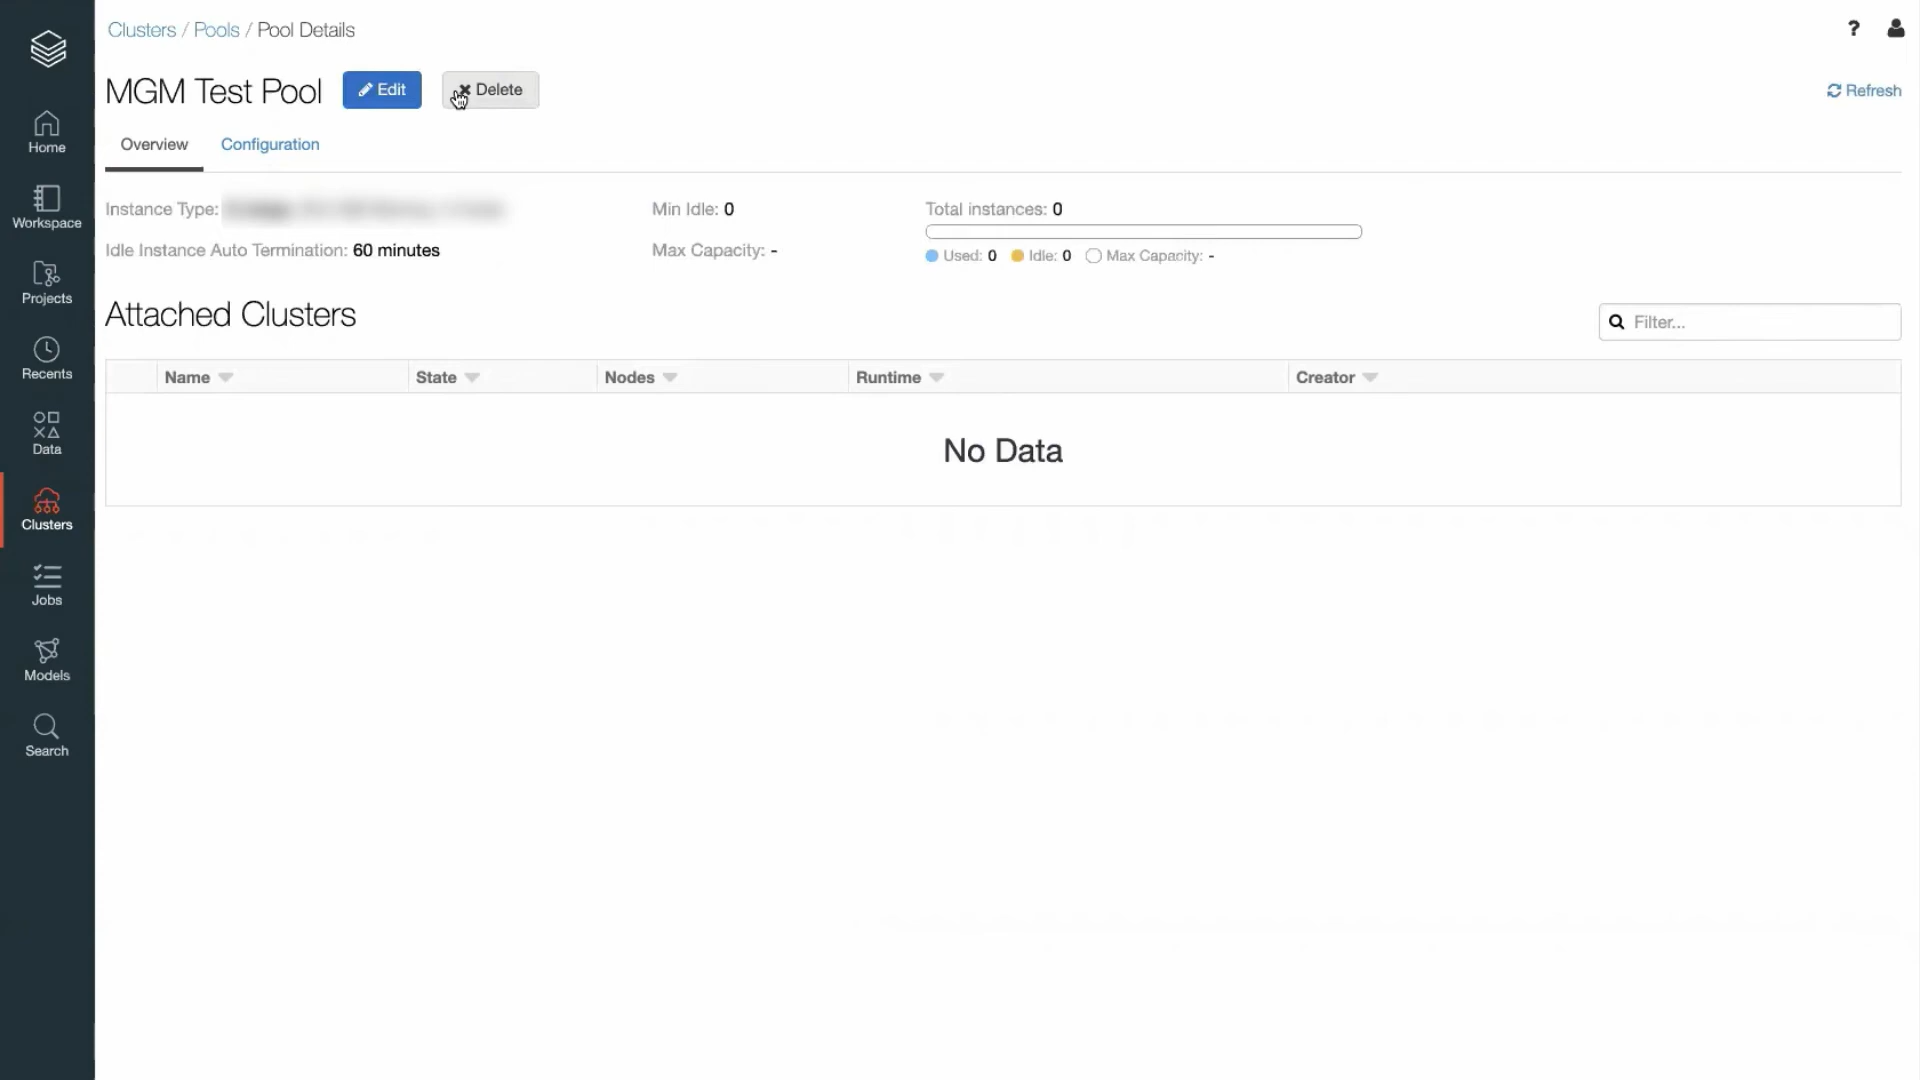 Clusters / Pools / Pool Details
?
MGM Test Pool
Edit
Delete
Refresh
Overview
Configuration
Instance Type:
Min Idle: 0
Total instances: 0
Idle Instance Auto Termination: 60 minutes
Max Capacity: -
Used: 0
Idle: 0
Max Capacity: -
Attached Clusters
Filter...
Name
State
Nodes
Runtime
Creator
No Data
Home
Workspace
Projects
Recents
Data
Clusters
Jobs
Models
Search